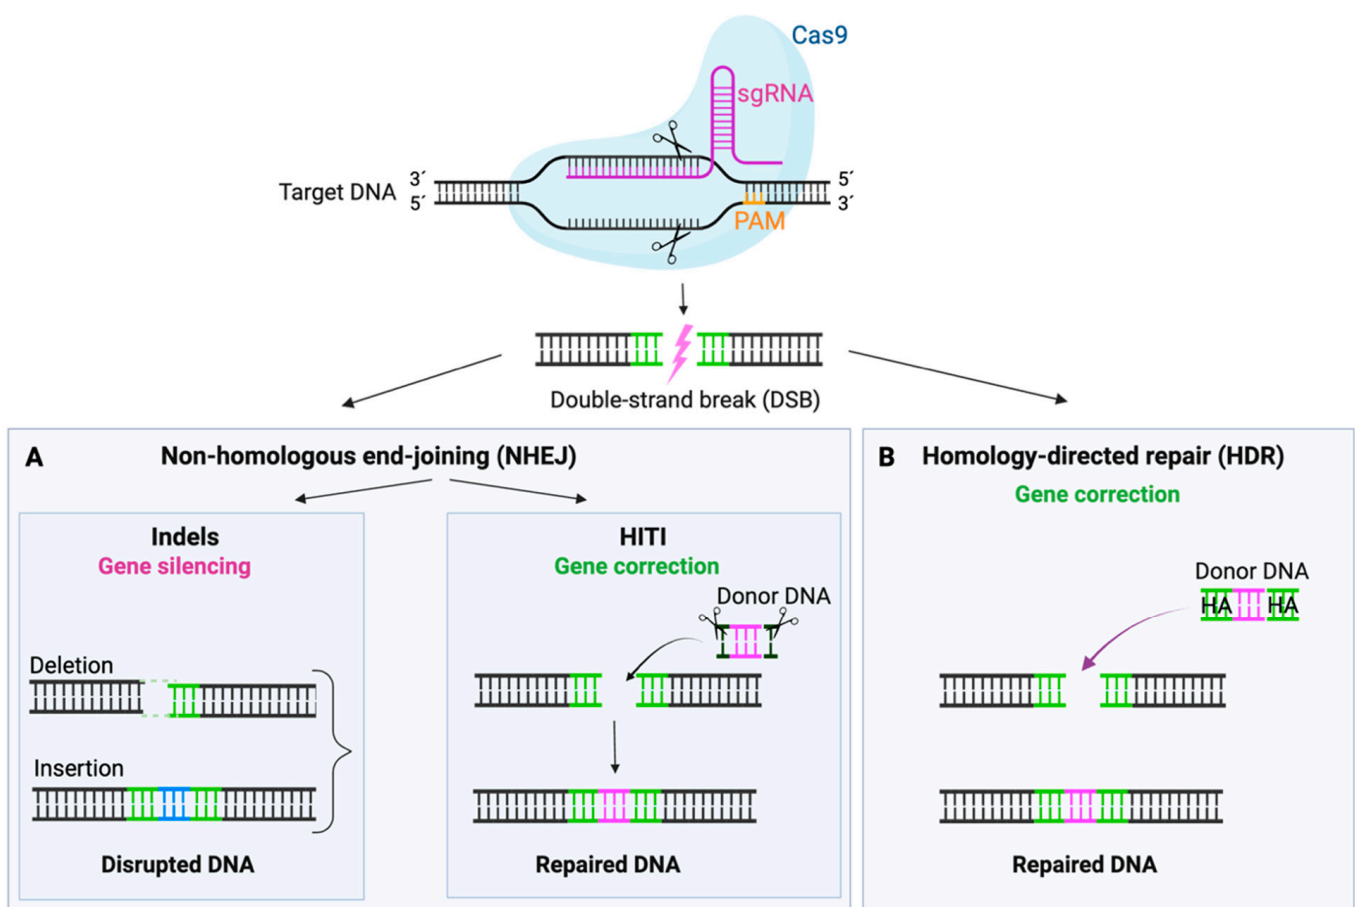 Cas9
sgRNA
3´ 5´
Target DNA
5´ 3´
PAM
Double-strand break (DSB)
A Non-homologous end-joining (NHEJ)
Indels
Gene silencing
Deletion
Insertion
Disrupted DNA
HITI
Gene correction
Donor DNA
Repaired DNA
B Homology-directed repair (HDR)
Gene correction
Donor DNA
HA HA
Repaired DNA